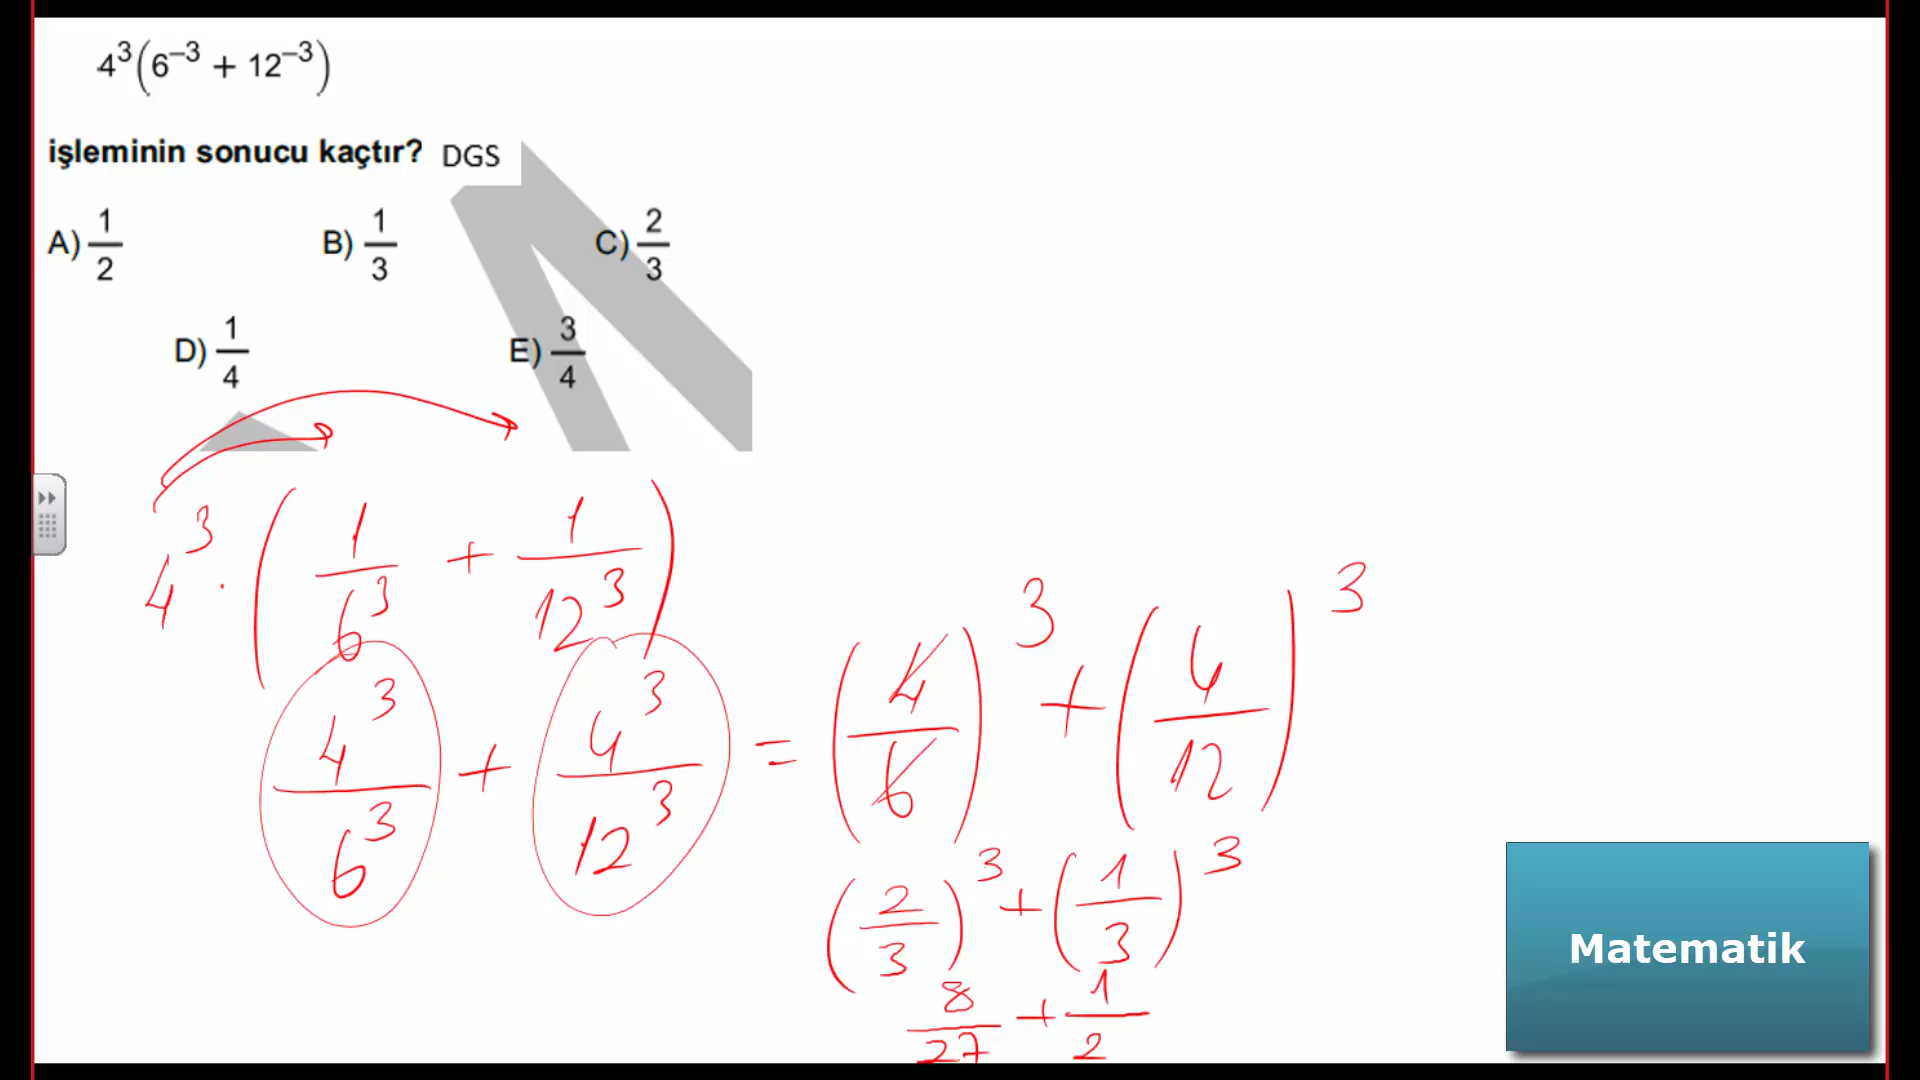 4³(6⁻³ + 12⁻³)
işleminin sonucu kaçtır? DGS
A) 1/2 B) 1/3 C) 2/3
D) 1/4 E) 3/4
4³ · (1/6³ + 1/12³)
4³/6³ + 4³/12³ = (4/6)³ + (4/12)³
(2/3)³ + (1/3)³
8/27 + 1/2
Matematik